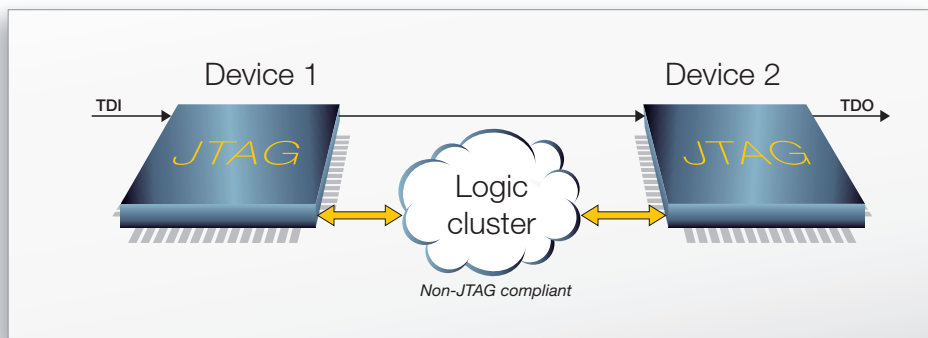 Device 1
Device 2
TDI
TDO
JTAG
JTAG
Logic
cluster
Non-JTAG compliant